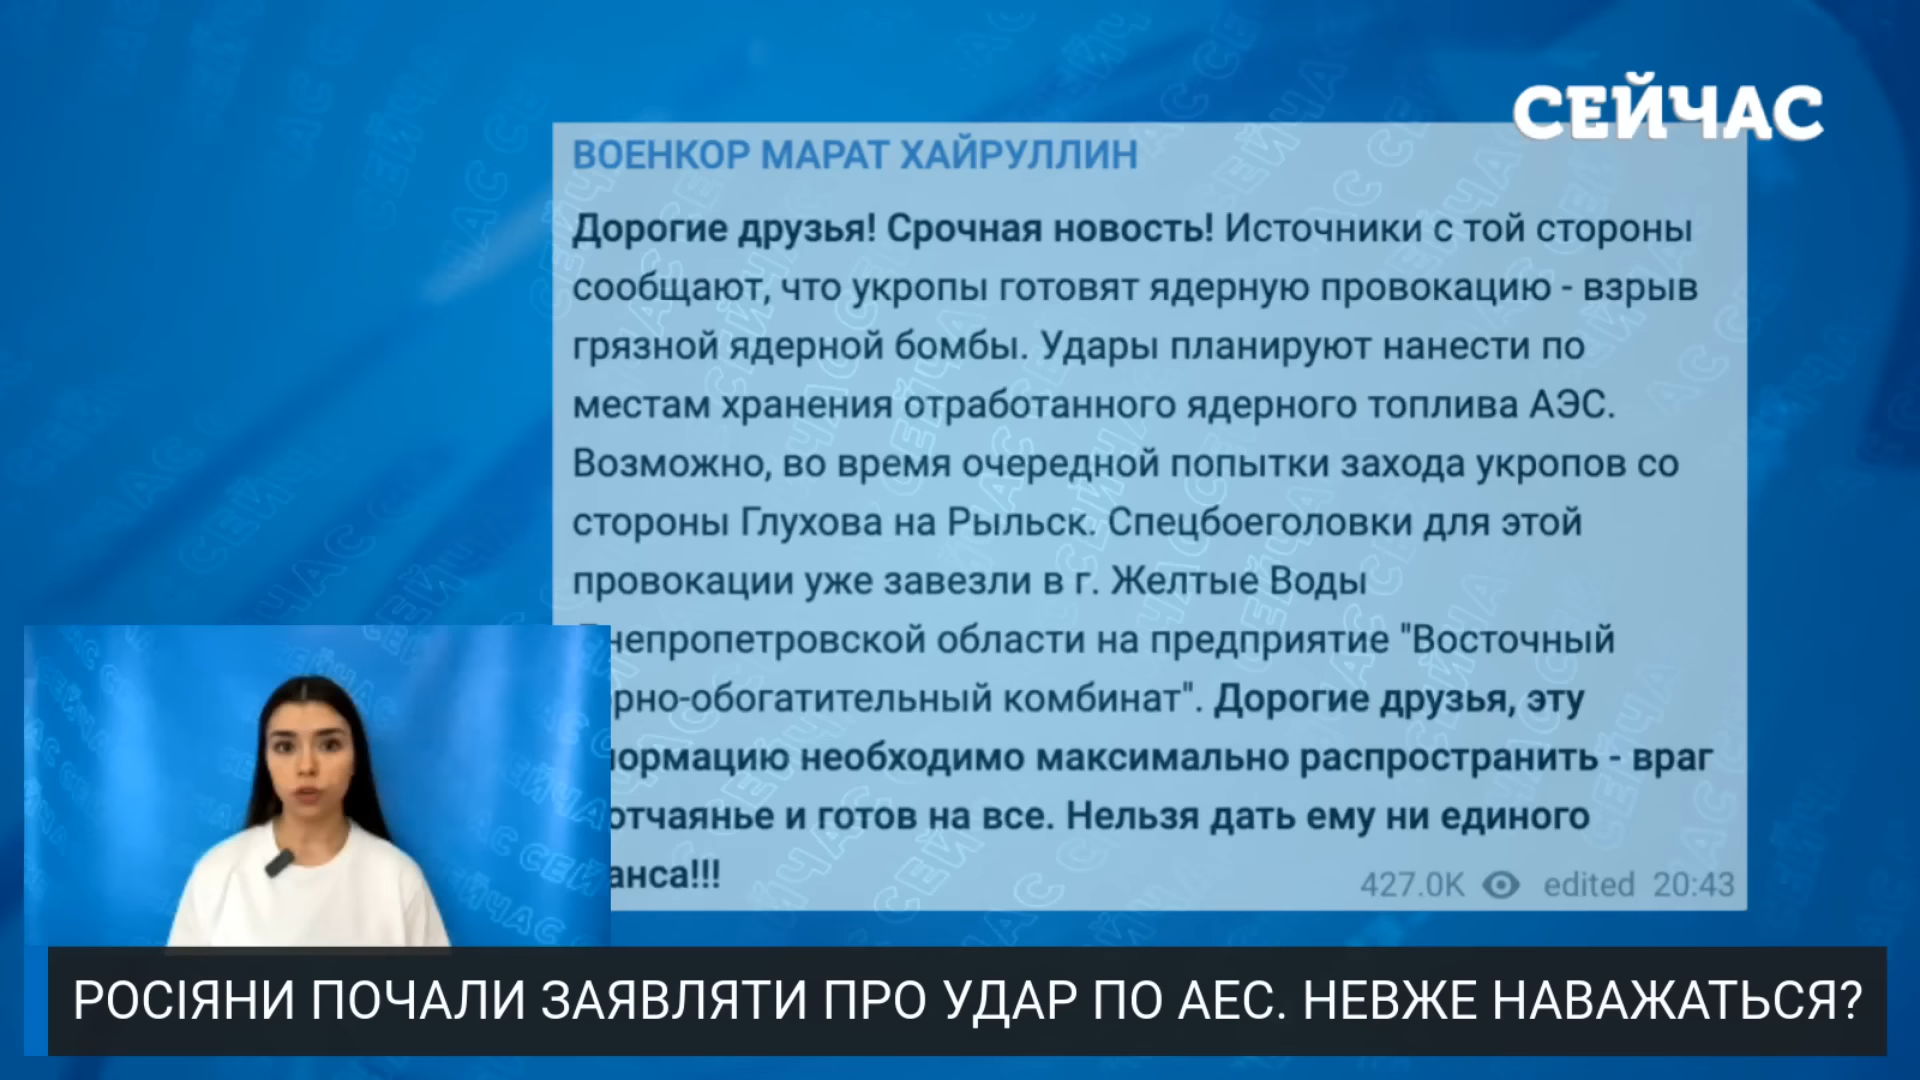 СЕЙЧАС
ВОЕНКОР МАРАТ ХАЙРУЛЛИН
Дорогие друзья! Срочная новость! Источники с той стороны
сообщают, что укропы готовят ядерную провокацию - взрыв
грязной ядерной бомбы. Удары планируют нанести по
местам хранения отработанного ядерного топлива АЭС.
Возможно, во время очередной попытки захода укропов со
стороны Глухова на Рыльск. Спецбоеголовки для этой
провокации уже завезли в г. Желтые Воды
непропетровской области на предприятие "Восточный
рно-обогатительный комбинат". Дорогие друзья, эту
ормацию необходимо максимально распространить - враг
отчаянье и готов на все. Нельзя дать ему ни единого
анса!!!
427.0K edited 20:43
РОСІЯНИ ПОЧАЛИ ЗАЯВЛЯТИ ПРО УДАР ПО АЕС. НЕВЖЕ НАВАЖАТЬСЯ?